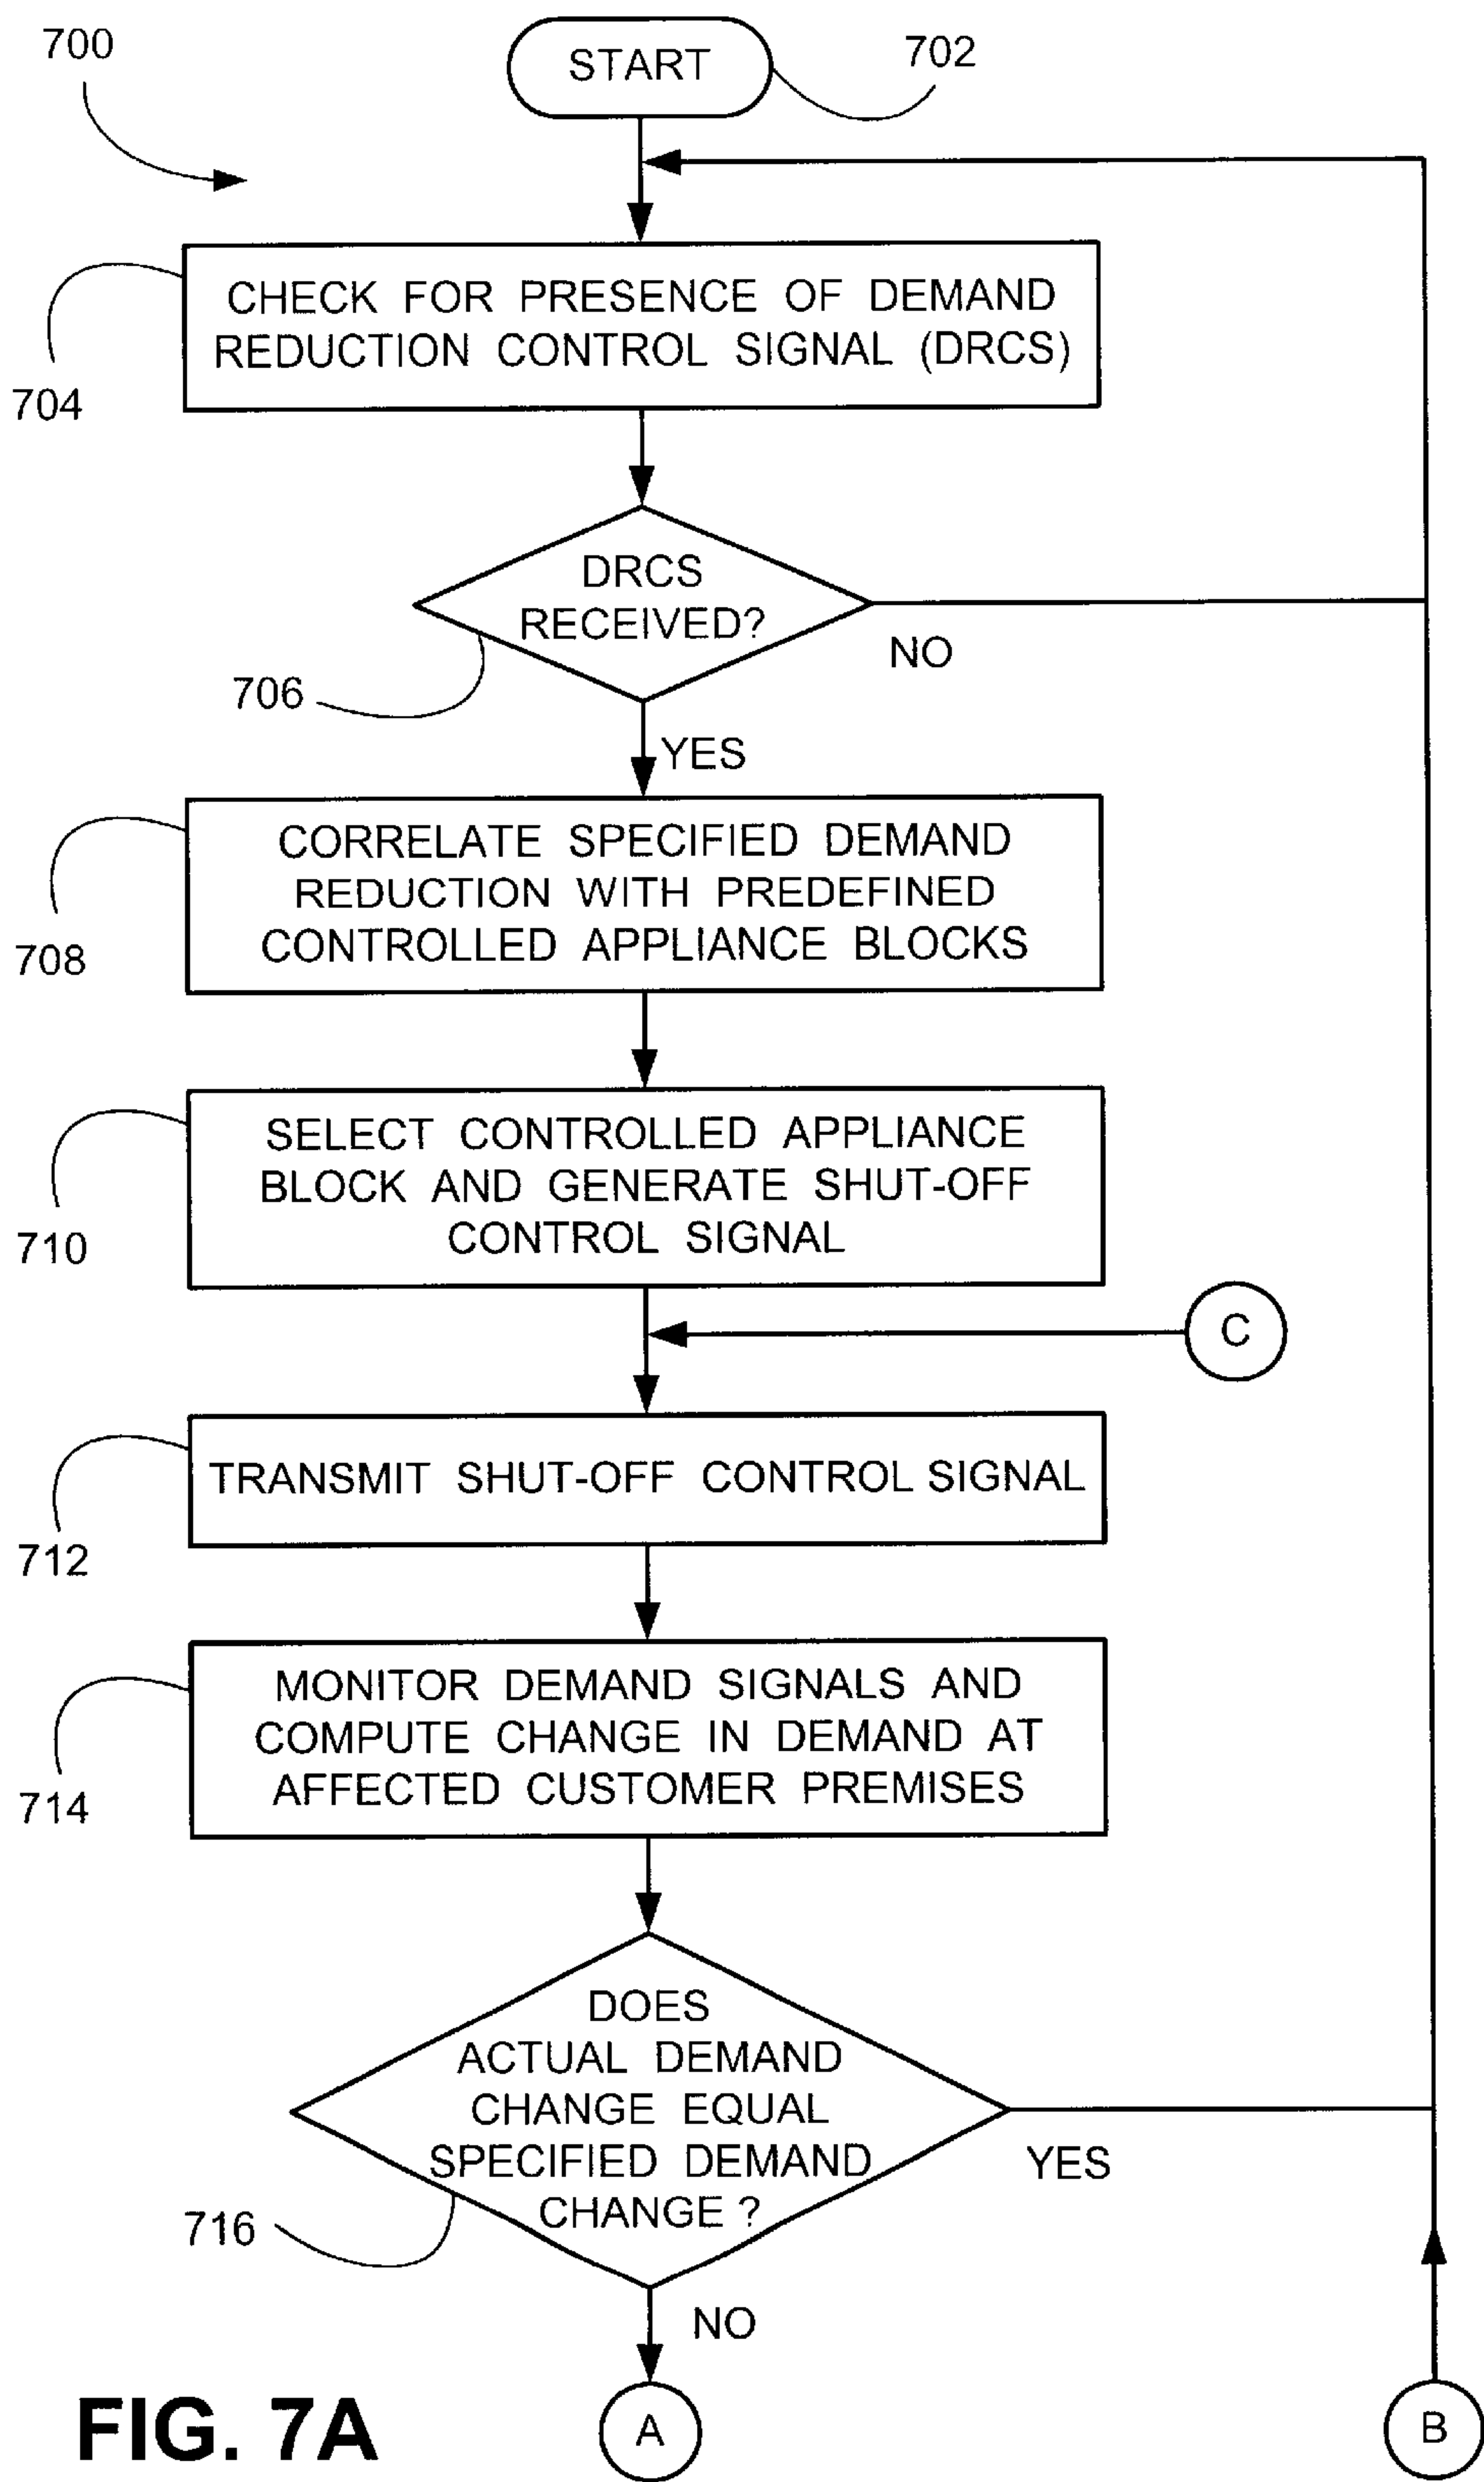 700
START
702
CHECK FOR PRESENCE OF DEMAND
REDUCTION CONTROL SIGNAL (DRCS)
704
DRCS
RECEIVED?
NO
706
YES
CORRELATE SPECIFIED DEMAND
REDUCTION WITH PREDEFINED
CONTROLLED APPLIANCE BLOCKS
708
SELECT CONTROLLED APPLIANCE
BLOCK AND GENERATE SHUT-OFF
CONTROL SIGNAL
710
C
TRANSMIT SHUT-OFF CONTROL SIGNAL
712
MONITOR DEMAND SIGNALS AND
COMPUTE CHANGE IN DEMAND AT
AFFECTED CUSTOMER PREMISES
714
DOES
ACTUAL DEMAND
CHANGE EQUAL
SPECIFIED DEMAND
CHANGE ?
YES
716
NO
FIG. 7A
A
B